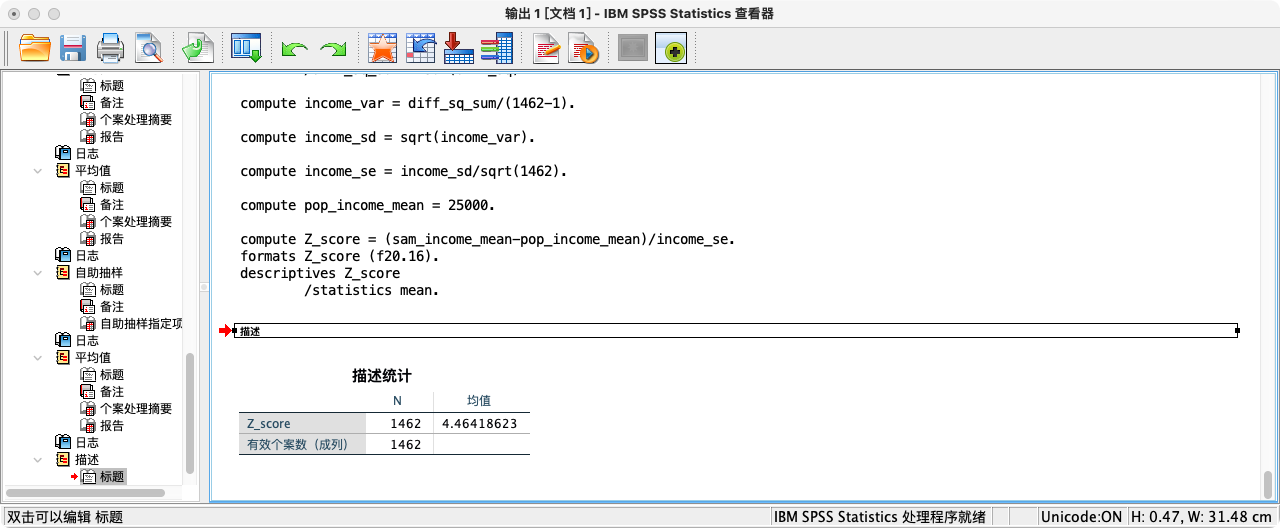 输出 1 [文档 1] - IBM SPSS Statistics 查看器
标题
备注
个案处理摘要
报告
日志
平均值
标题
备注
个案处理摘要
报告
日志
自助抽样
标题
备注
自助抽样指定项
日志
平均值
标题
备注
个案处理摘要
报告
日志
描述
标题
compute income_var = diff_sq_sum/(1462-1).
compute income_sd = sqrt(income_var).
compute income_se = income_sd/sqrt(1462).
compute pop_income_mean = 25000.
compute Z_score = (sam_income_mean-pop_income_mean)/income_se.
formats Z_score (f20.16).
descriptives Z_score
/statistics mean.
描述
描述统计
N 均值
Z_score 1462 4.46418623
有效个案数（成列） 1462
双击可以编辑 标题 IBM SPSS Statistics 处理程序就绪 Unicode:ON H: 0.47, W: 31.48 cm